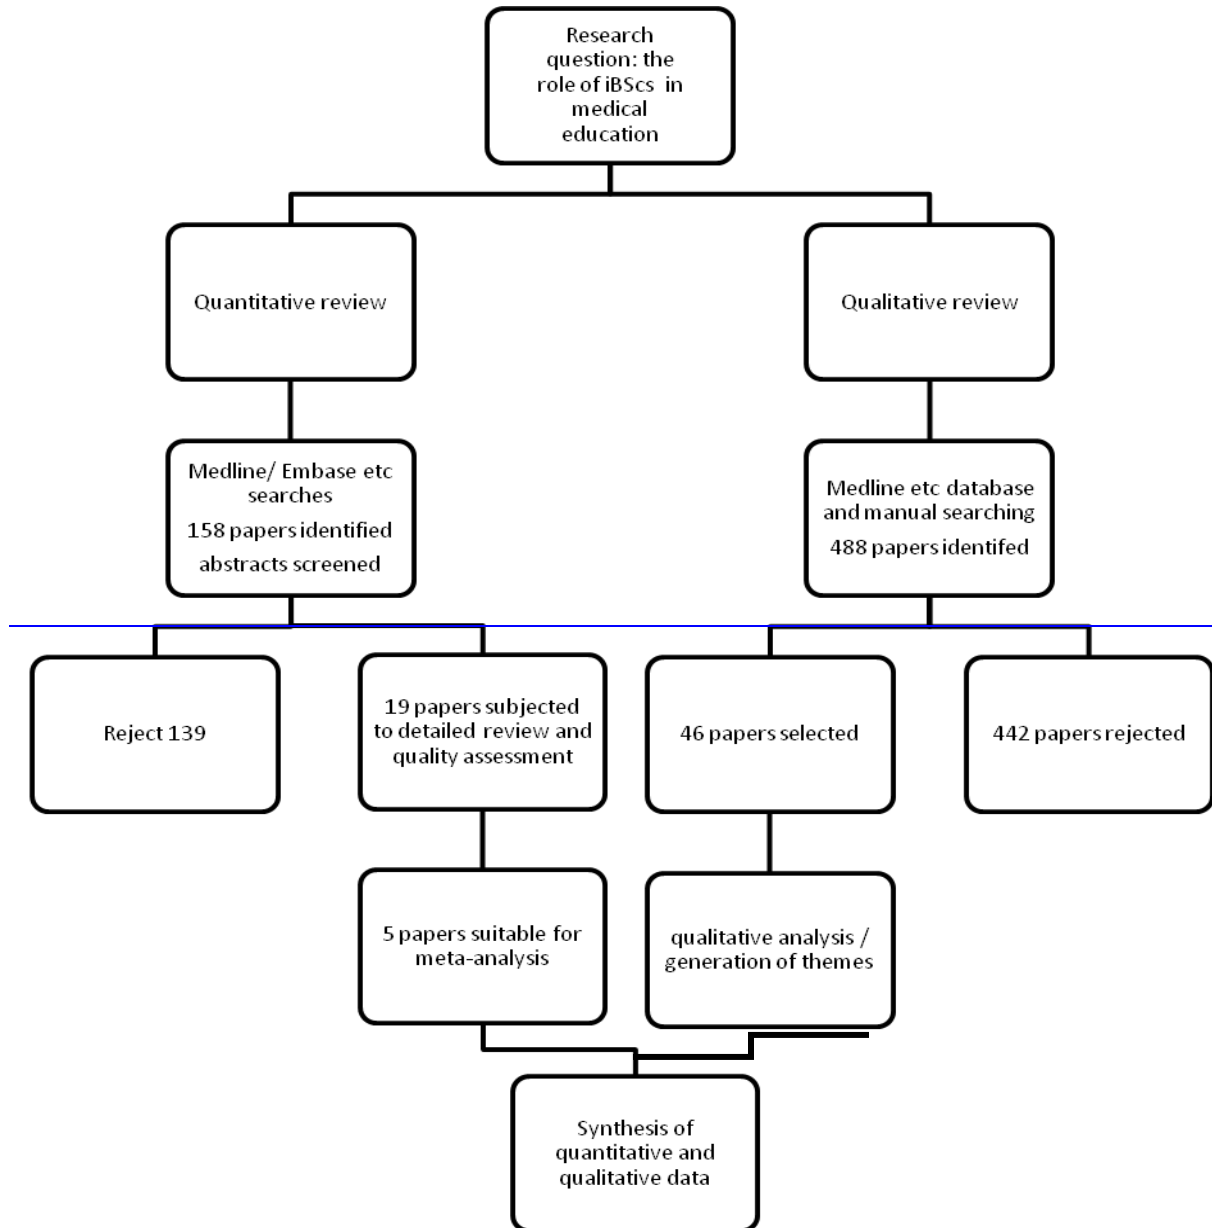 Research
question: the
role of iBScs in
medical
education
Quantitative review
Qualitative review
Medline/ Embase etc
searches
158 papers identified
abstracts screened
Medline etc database
and manual searching
488 papers identifed
Reject 139
19 papers subjected
to detailed review and
quality assessment
46 papers selected
442 papers rejected
5 papers suitable for
meta-analysis
qualitative analysis /
generation of themes
Synthesis of
quantitative and
qualitative data